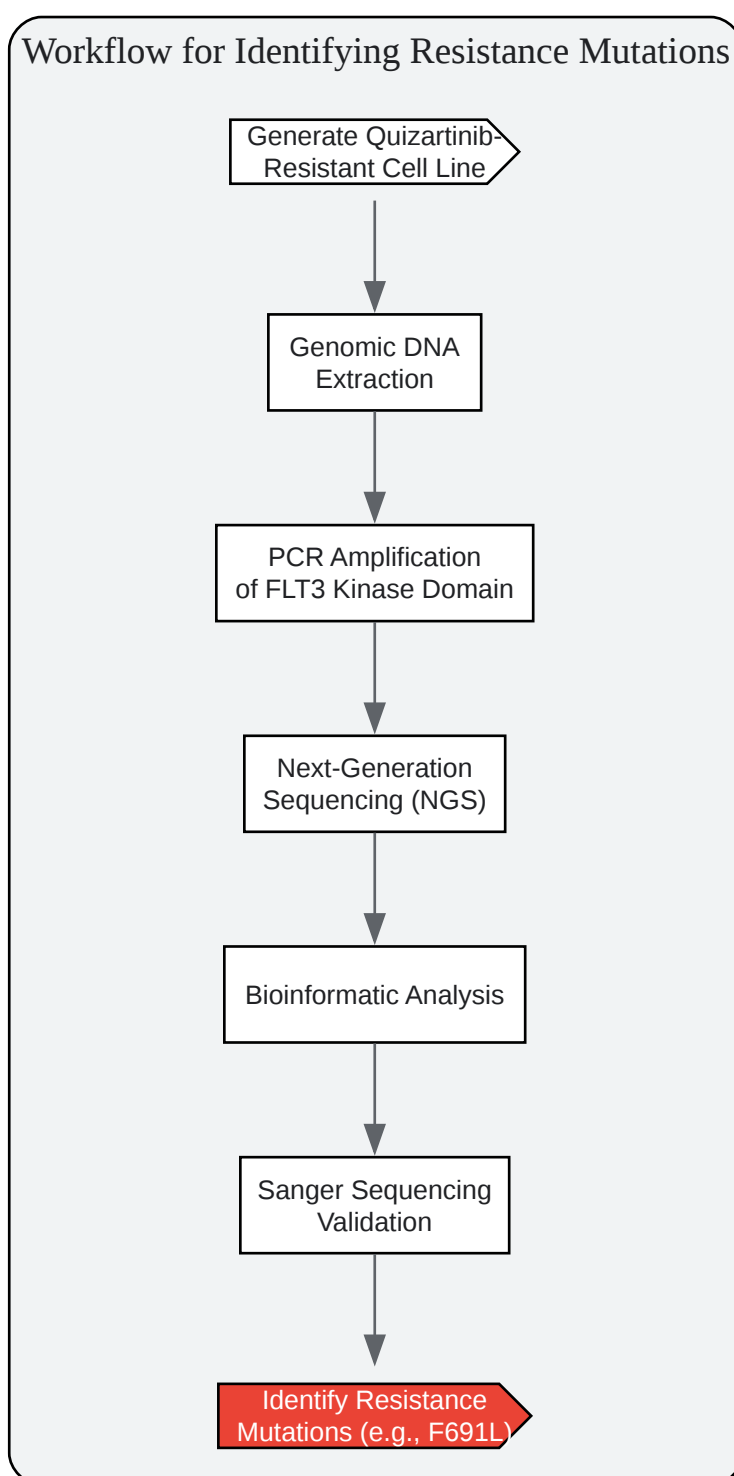 Workflow for Identifying Resistance Mutations
Generate Quizartinib-
Resistant Cell Line
Genomic DNA
Extraction
PCR Amplification
of FLT3 Kinase Domain
Next-Generation
Sequencing (NGS)
Bioinformatic Analysis
Sanger Sequencing
Validation
Identify Resistance
Mutations (e.g., F691L)